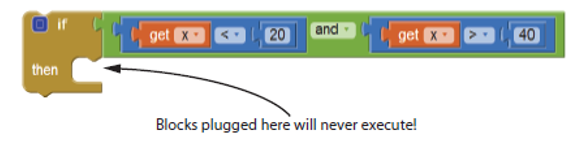 if get x < 20 and get x > 40
then
Blocks plugged here will never execute!